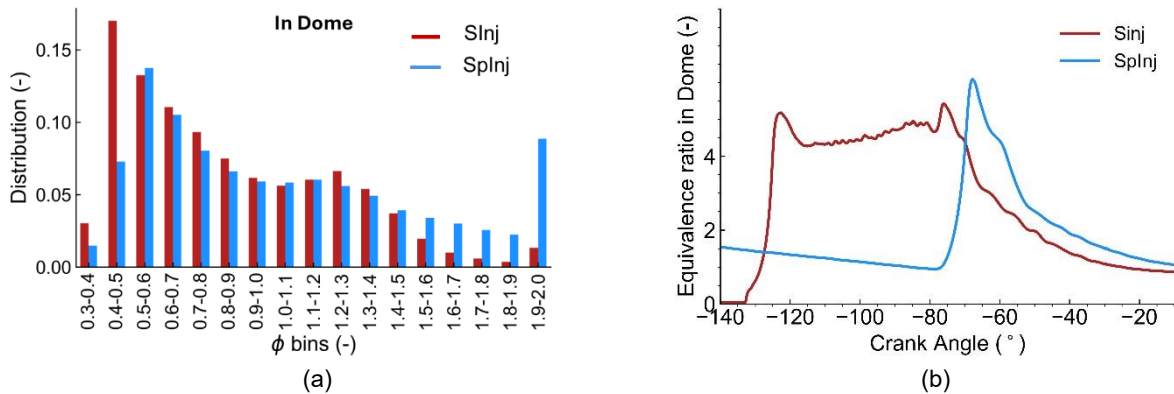 In Dome
SInj
SpInj
Distribution (-)
0.15
0.10
0.05
0.00
0.3-0.4
0.4-0.5
0.5-0.6
0.6-0.7
0.7-0.8
0.8-0.9
0.9-1.0
1.0-1.1
1.1-1.2
1.2-1.3
1.3-1.4
1.4-1.5
1.5-1.6
1.6-1.7
1.7-1.8
1.8-1.9
1.9-2.0
ϕ bins (-)
(a)
Sinj
SpInj
Equivalence ratio in Dome (-)
4
2
1
0
−140
−120
−100
−80
−60
−40
−20
Crank Angle ( ° )
(b)